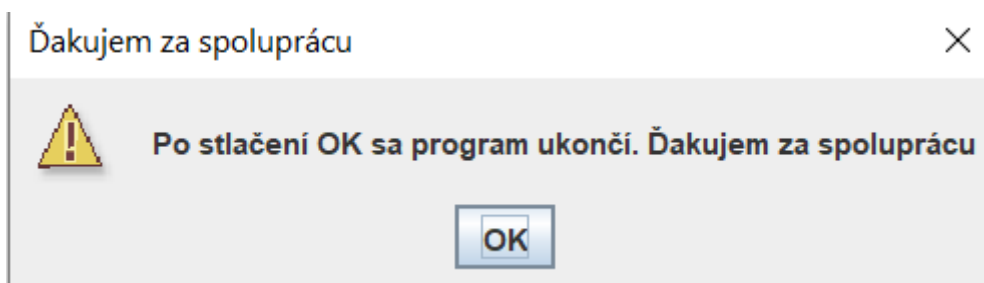 Ďakujem za spoluprácu
Po stlačení OK sa program ukončí. Ďakujem za spoluprácu
OK